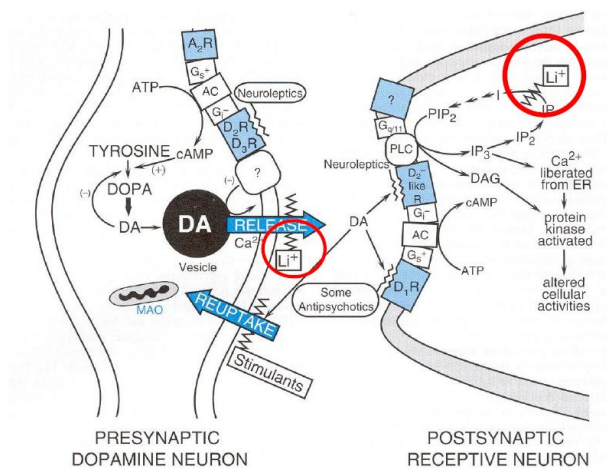 A2R
Gs+
AC
Gi-
D2R
D3R
?
Neuroleptics
ATP
cAMP
TYROSINE
(+)
(-)
DOPA
DA
DA
Vesicle
(-)
RELEASE
Ca2+
Li+
MAO
REUPTAKE
Stimulants
DA
Some
Antipsychotics
Neuroleptics
?
Gq/11
PLC
D2-
like
R
Gi-
AC
Gs+
D1R
PIP2
I
IP
Li+
IP2
IP3
DAG
cAMP
ATP
Ca2+
liberated
from ER
protein
kinase
activated
altered
cellular
activities
PRESYNAPTIC
DOPAMINE NEURON
POSTSYNAPTIC
RECEPTIVE NEURON